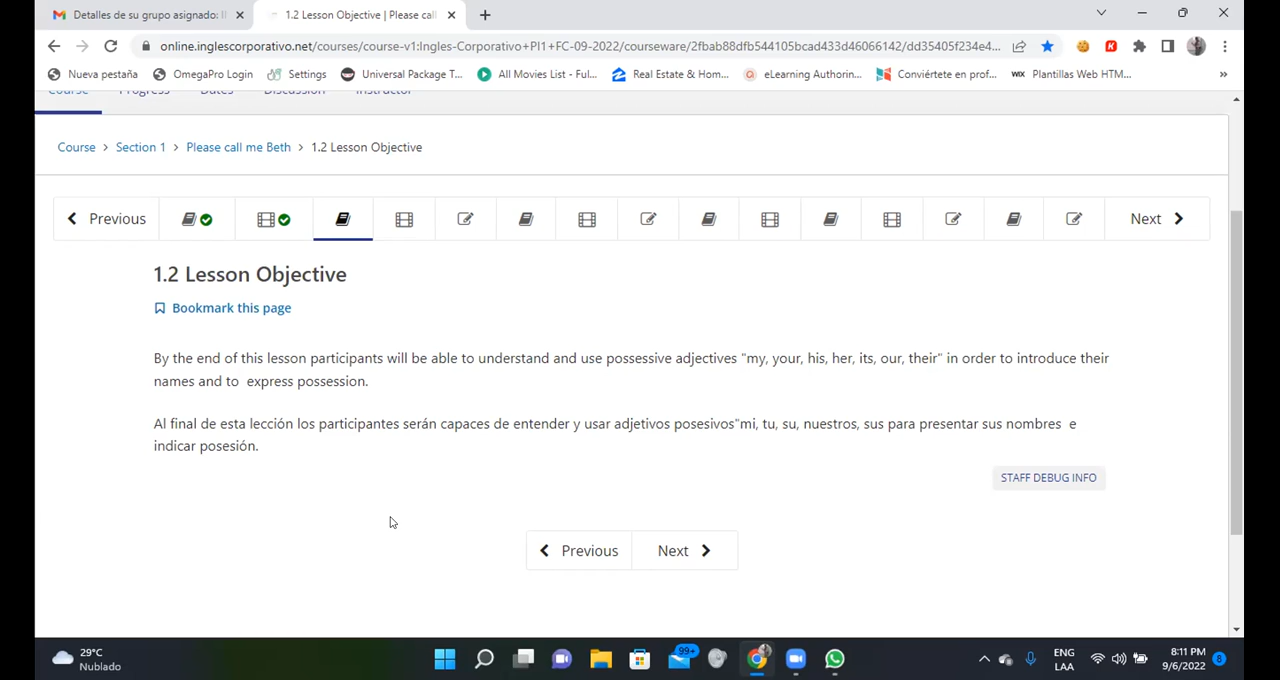 Detalles de su grupo asignado: I
1.2 Lesson Objective | Please call
online.inglescorporativo.net/courses/course-v1:Ingles-Corporativo+PI1+FC-09-2022/courseware/2fbab88dfb544105bcad433d46066142/dd35405f234e4...
Nueva pestaña
OmegaPro Login
Settings
Universal Package T...
All Movies List - Ful...
Real Estate & Hom...
eLearning Authorin...
Conviértete en prof...
WIX Plantillas Web HTM...
Course Progress Dates Discussion Instructor
Course > Section 1 > Please call me Beth > 1.2 Lesson Objective
Previous
Next
1.2 Lesson Objective
Bookmark this page
By the end of this lesson participants will be able to understand and use possessive adjectives "my, your, his, her, its, our, their" in order to introduce their
names and to express possession.
Al final de esta lección los participantes serán capaces de entender y usar adjetivos posesivos"mi, tu, su, nuestros, sus para presentar sus nombres e
indicar posesión.
STAFF DEBUG INFO
Previous
Next
29°C
Nublado
99+
ENG
LAA
8:11 PM
9/6/2022
8